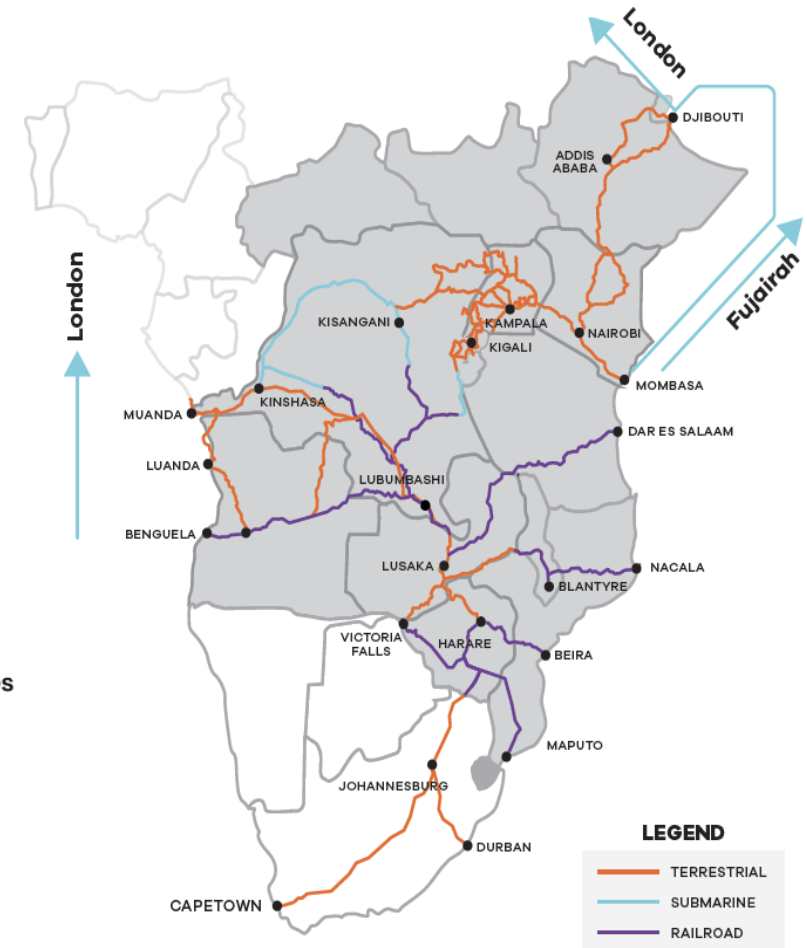 London
DJIBOUTI
ADDIS
ABABA
Fujairah
London
KISANGANI
KAMPALA
NAIROBI
KIGALI
MOMBASA
KINSHASA
MUANDA
DAR ES SALAAM
LUANDA
LUBUMBASHI
BENGUELA
LUSAKA
NACALA
BLANTYRE
VICTORIA
FALLS
HARARE
BEIRA
s
MAPUTO
JOHANNESBURG
LEGEND
DURBAN
TERRESTRIAL
CAPETOWN
SUBMARINE
RAILROAD